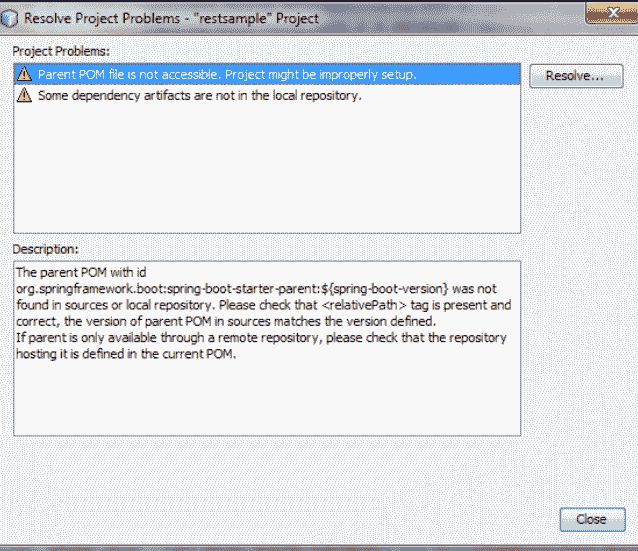 Resolve Project Problems - "restsample" Project
Project Problems:
Parent POM file is not accessible. Project might be improperly setup.
Resolve...
Some dependency artifacts are not in the local repository.
Description:
The parent POM with id
org.springframework.boot:spring-boot-starter-parent:${spring-boot-version} was not
found in sources or local repository. Please check that <relativePath> tag is present and
correct, the version of parent POM in sources matches the version defined.
If parent is only available through a remote repository, please check that the repository
hosting it is defined in the current POM.
Close